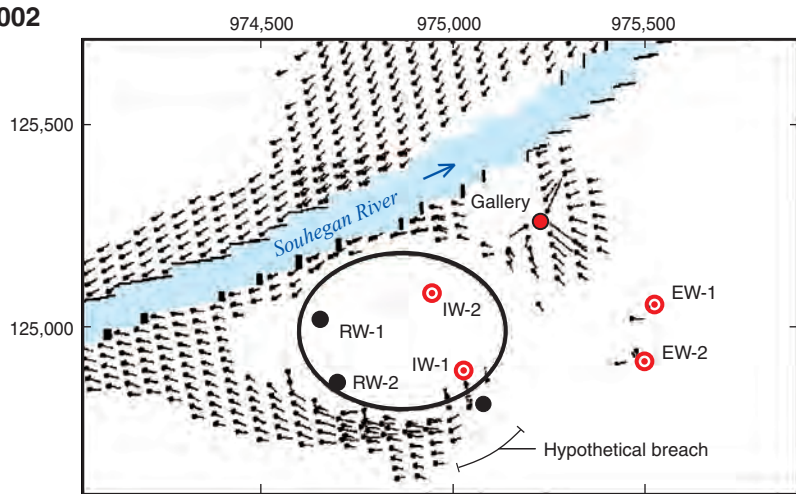 002
974,500 975,000 975,500
125,500
Gallery
Souhegan River
EW-1
IW-2
125,000
RW-1
EW-2
IW-1
RW-2
Hypothetical breach